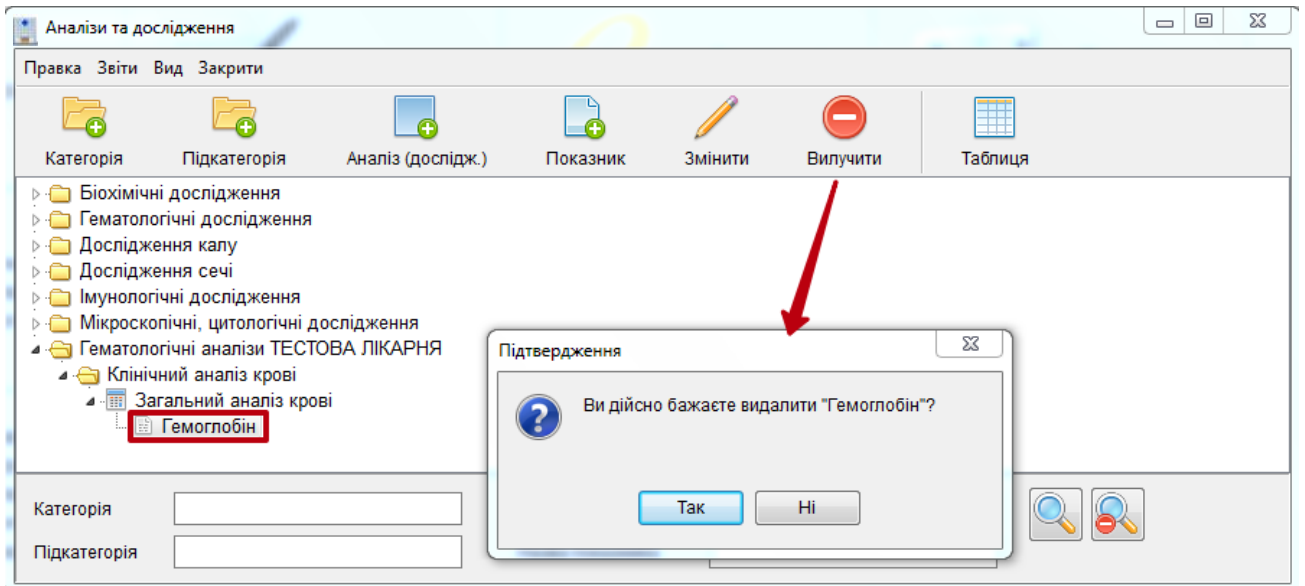 Аналізи та дослідження
Правка Звіти Вид Закрити
Категорія Підкатегорія Аналіз (дослідж.) Показник Змінити Вилучити Таблиця
Біохімічні дослідження
Гематологічні дослідження
Дослідження калу
Дослідження сечі
Імунологічні дослідження
Мікроскопічні, цитологічні дослідження
Гематологічні аналізи ТЕСТОВА ЛІКАРНЯ
Клінічний аналіз крові
Загальний аналіз крові
Гемоглобін
Підтвердження
Ви дійсно бажаєте видалити "Гемоглобін"?
Так Ні
Категорія
Підкатегорія